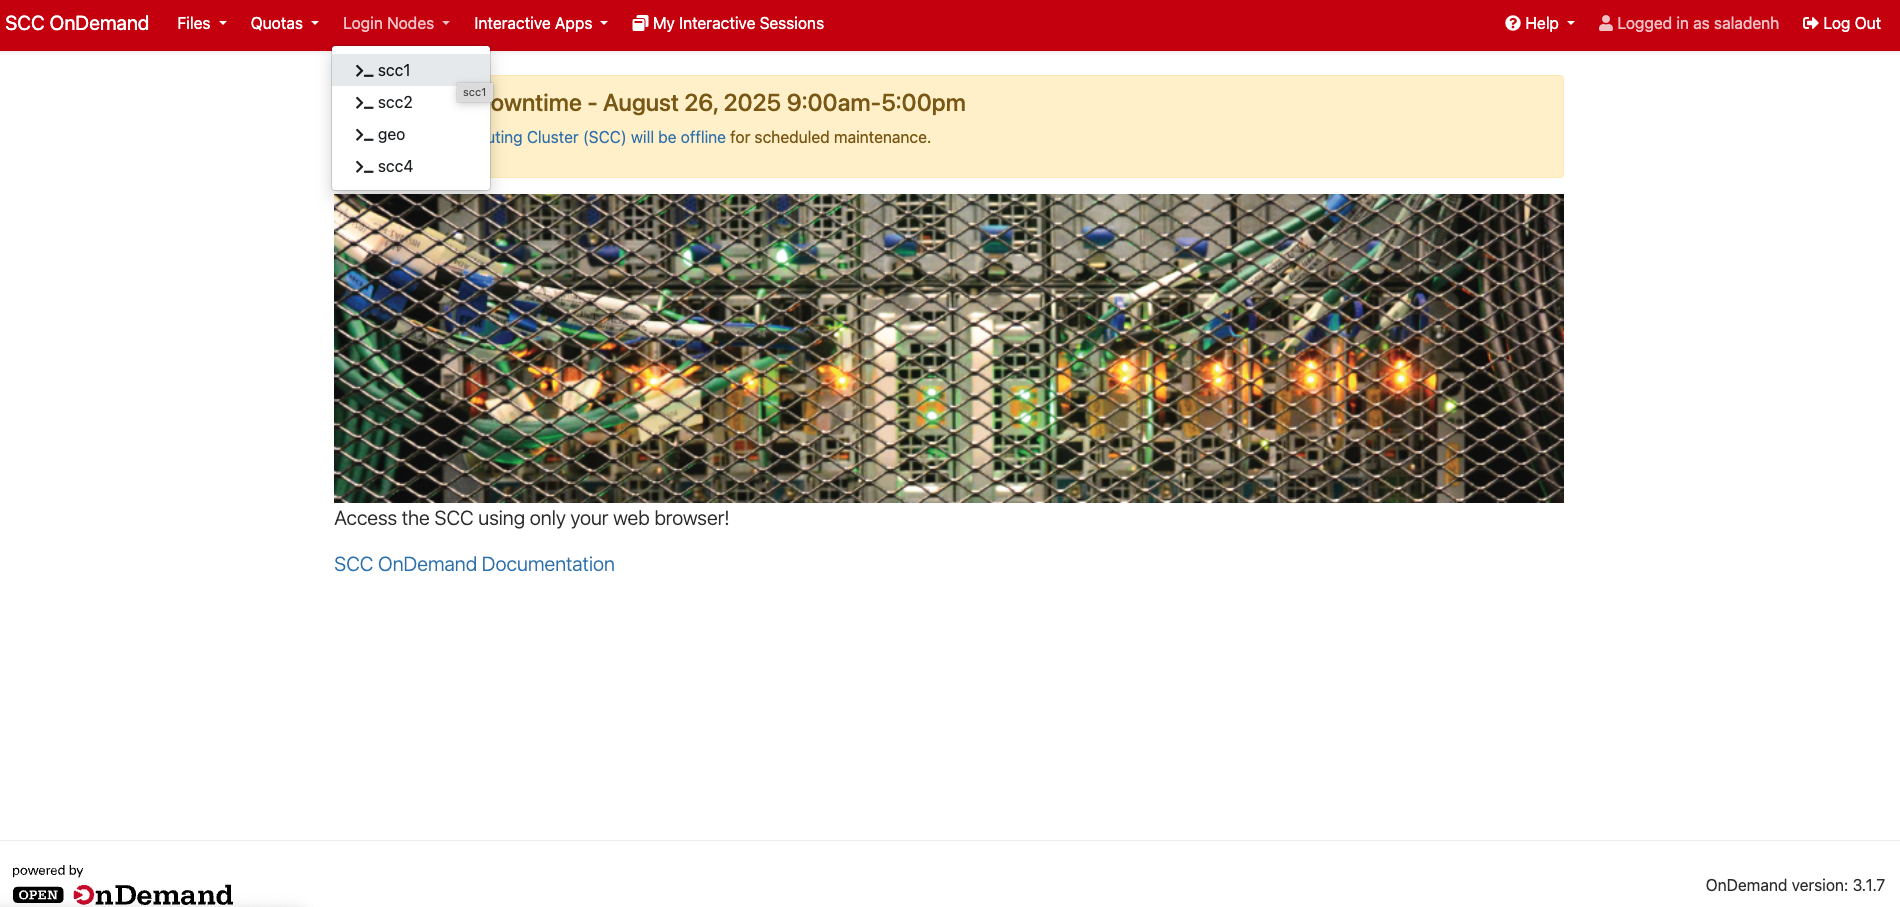 SCC OnDemand Files Quotas Login Nodes Interactive Apps My Interactive Sessions Help Logged in as saladenh Log Out
scc1
scc1
scc2
geo
scc4
owntime - August 26, 2025 9:00am-5:00pm
uting Cluster (SCC) will be offline for scheduled maintenance.
Access the SCC using only your web browser!
SCC OnDemand Documentation
powered by
OPEN OnDemand
OnDemand version: 3.1.7